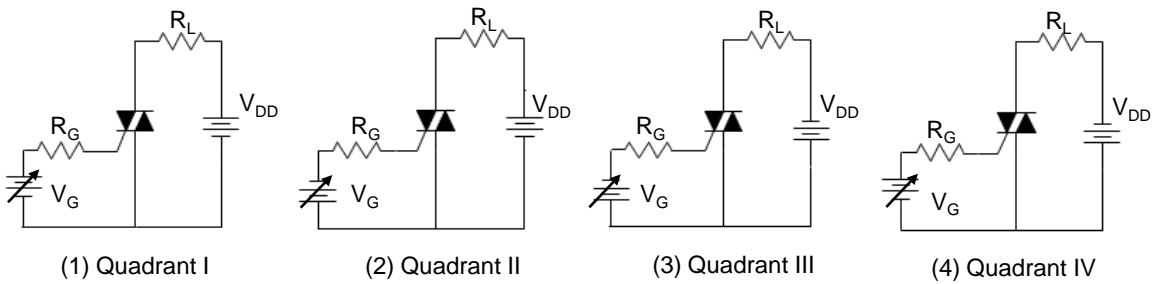 R_L
V_DD
R_G
V_G
(1) Quadrant I
R_L
V_DD
R_G
V_G
(2) Quadrant II
R_L
V_DD
R_G
V_G
(3) Quadrant III
R_L
V_DD
R_G
V_G
(4) Quadrant IV